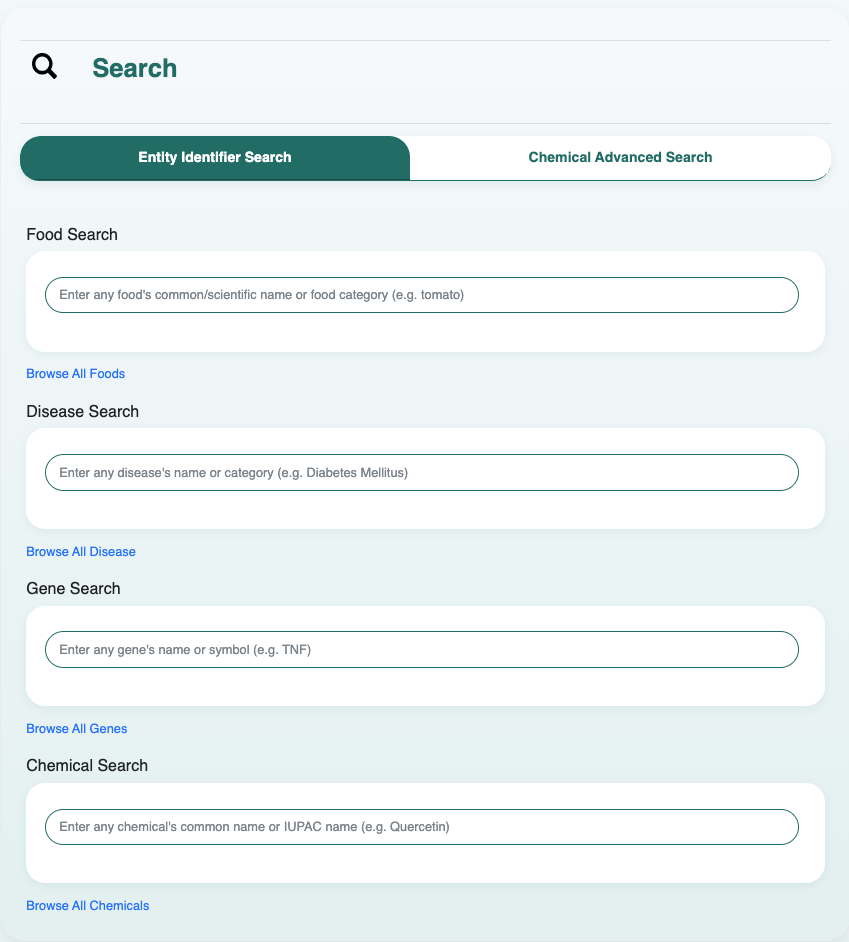 Search
Entity Identifier Search
Chemical Advanced Search
Food Search
Enter any food's common/scientific name or food category (e.g. tomato)
Browse All Foods
Disease Search
Enter any disease's name or category (e.g. Diabetes Mellitus)
Browse All Disease
Gene Search
Enter any gene's name or symbol (e.g. TNF)
Browse All Genes
Chemical Search
Enter any chemical's common name or IUPAC name (e.g. Quercetin)
Browse All Chemicals